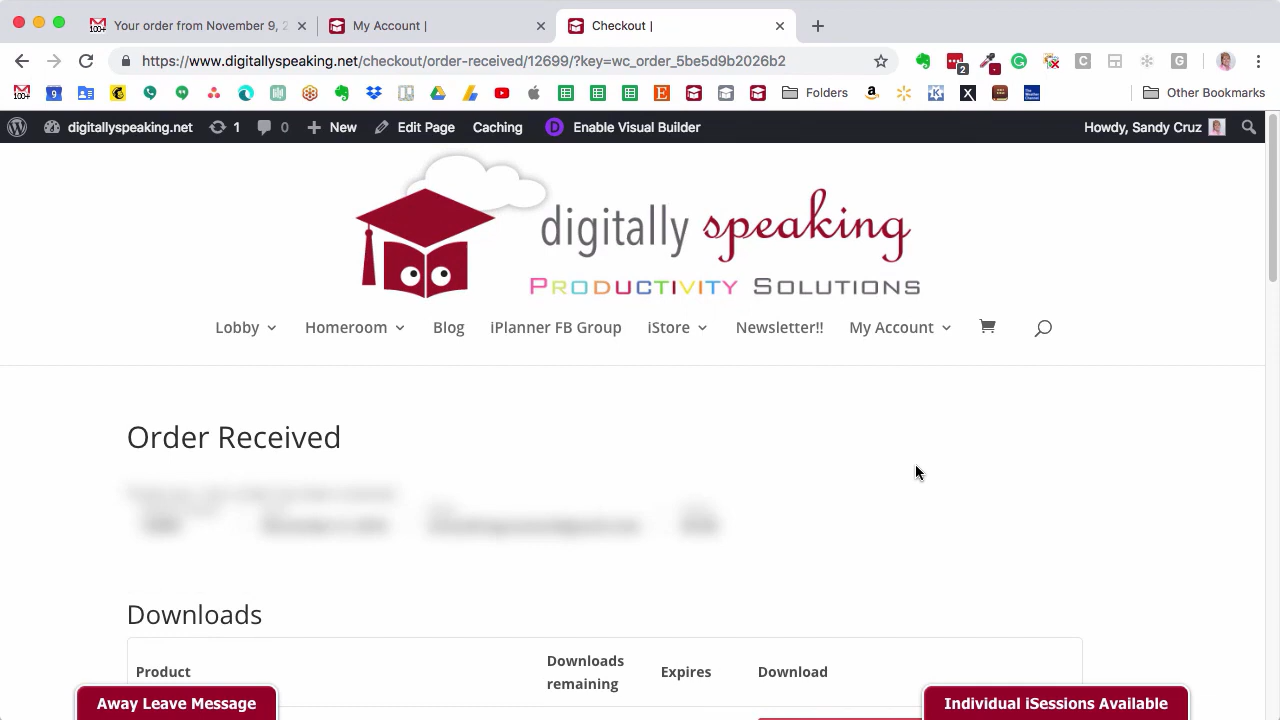 Your order from November 9, 2
My Account |
Checkout |
https://www.digitallyspeaking.net/checkout/order-received/12699/?key=wc_order_5be5d9b2026b2
2
Folders
Other Bookmarks
digitallyspeaking.net
1
0
New
Edit Page
Caching
D
Enable Visual Builder
Howdy, Sandy Cruz
digitally speaking
PRODUCTIVITY SOLUTIONS
Lobby
Homeroom
Blog
iPlanner FB Group
iStore
Newsletter!!
My Account
Order Received
Downloads
Product
Downloads remaining
Expires
Download
Away Leave Message
Individual iSessions Available